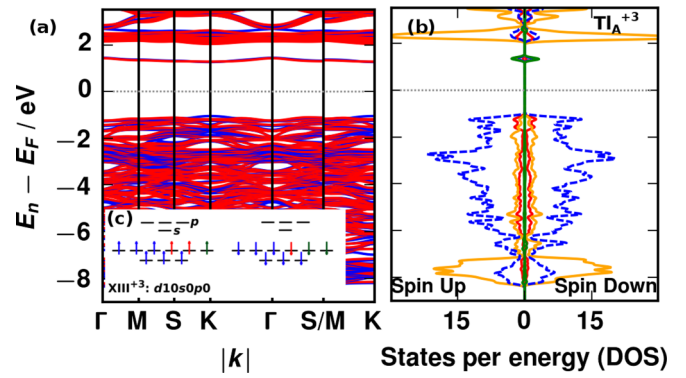 (a)
(b)
Tl_A^{+3}
2
0
−2
−4
−6
−8
E_n − E_F / eV
(c)
p
s
XIII^{+3}: d10s0p0
Spin Up
Spin Down
Γ M S K Γ S/M K
|k|
15 0 15
States per energy (DOS)